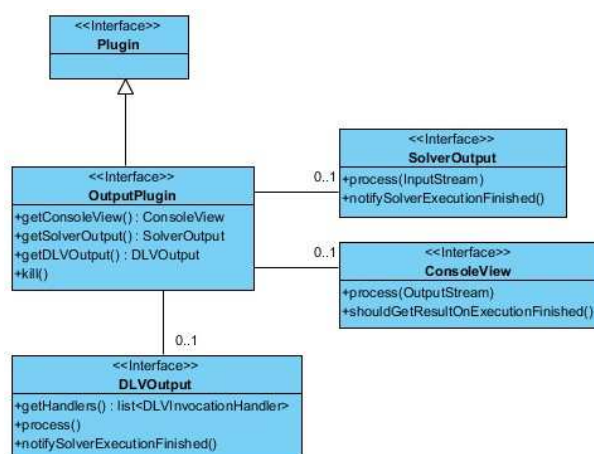 <<Interface>>
Plugin
<<Interface>>
OutputPlugin
+getConsoleView() : ConsoleView
+getSolverOutput() : SolverOutput
+getDLVOutput() : DLVOutput
+kill()
0..1
<<Interface>>
SolverOutput
+process(InputStream)
+notifySolverExecutionFinished()
0..1
<<Interface>>
ConsoleView
+process(OutputStream)
+shouldGetResultOnExecutionFinished()
0..1
<<Interface>>
DLVOutput
+getHandlers() : list<DLVInvocationHandler>
+process()
+notifySolverExecutionFinished()